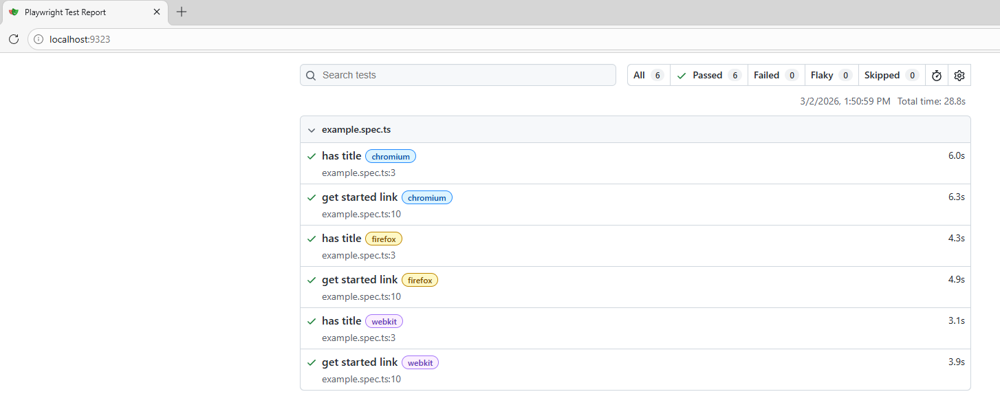 Playwright Test Report
localhost:9323
Search tests
All 6 Passed 6 Failed 0 Flaky 0 Skipped 0
3/2/2026, 1:50:59 PM Total time: 28.8s
example.spec.ts
has title chromium 6.0s
example.spec.ts:3
get started link chromium 6.3s
example.spec.ts:10
has title firefox 4.3s
example.spec.ts:3
get started link firefox 4.9s
example.spec.ts:10
has title webkit 3.1s
example.spec.ts:3
get started link webkit 3.9s
example.spec.ts:10